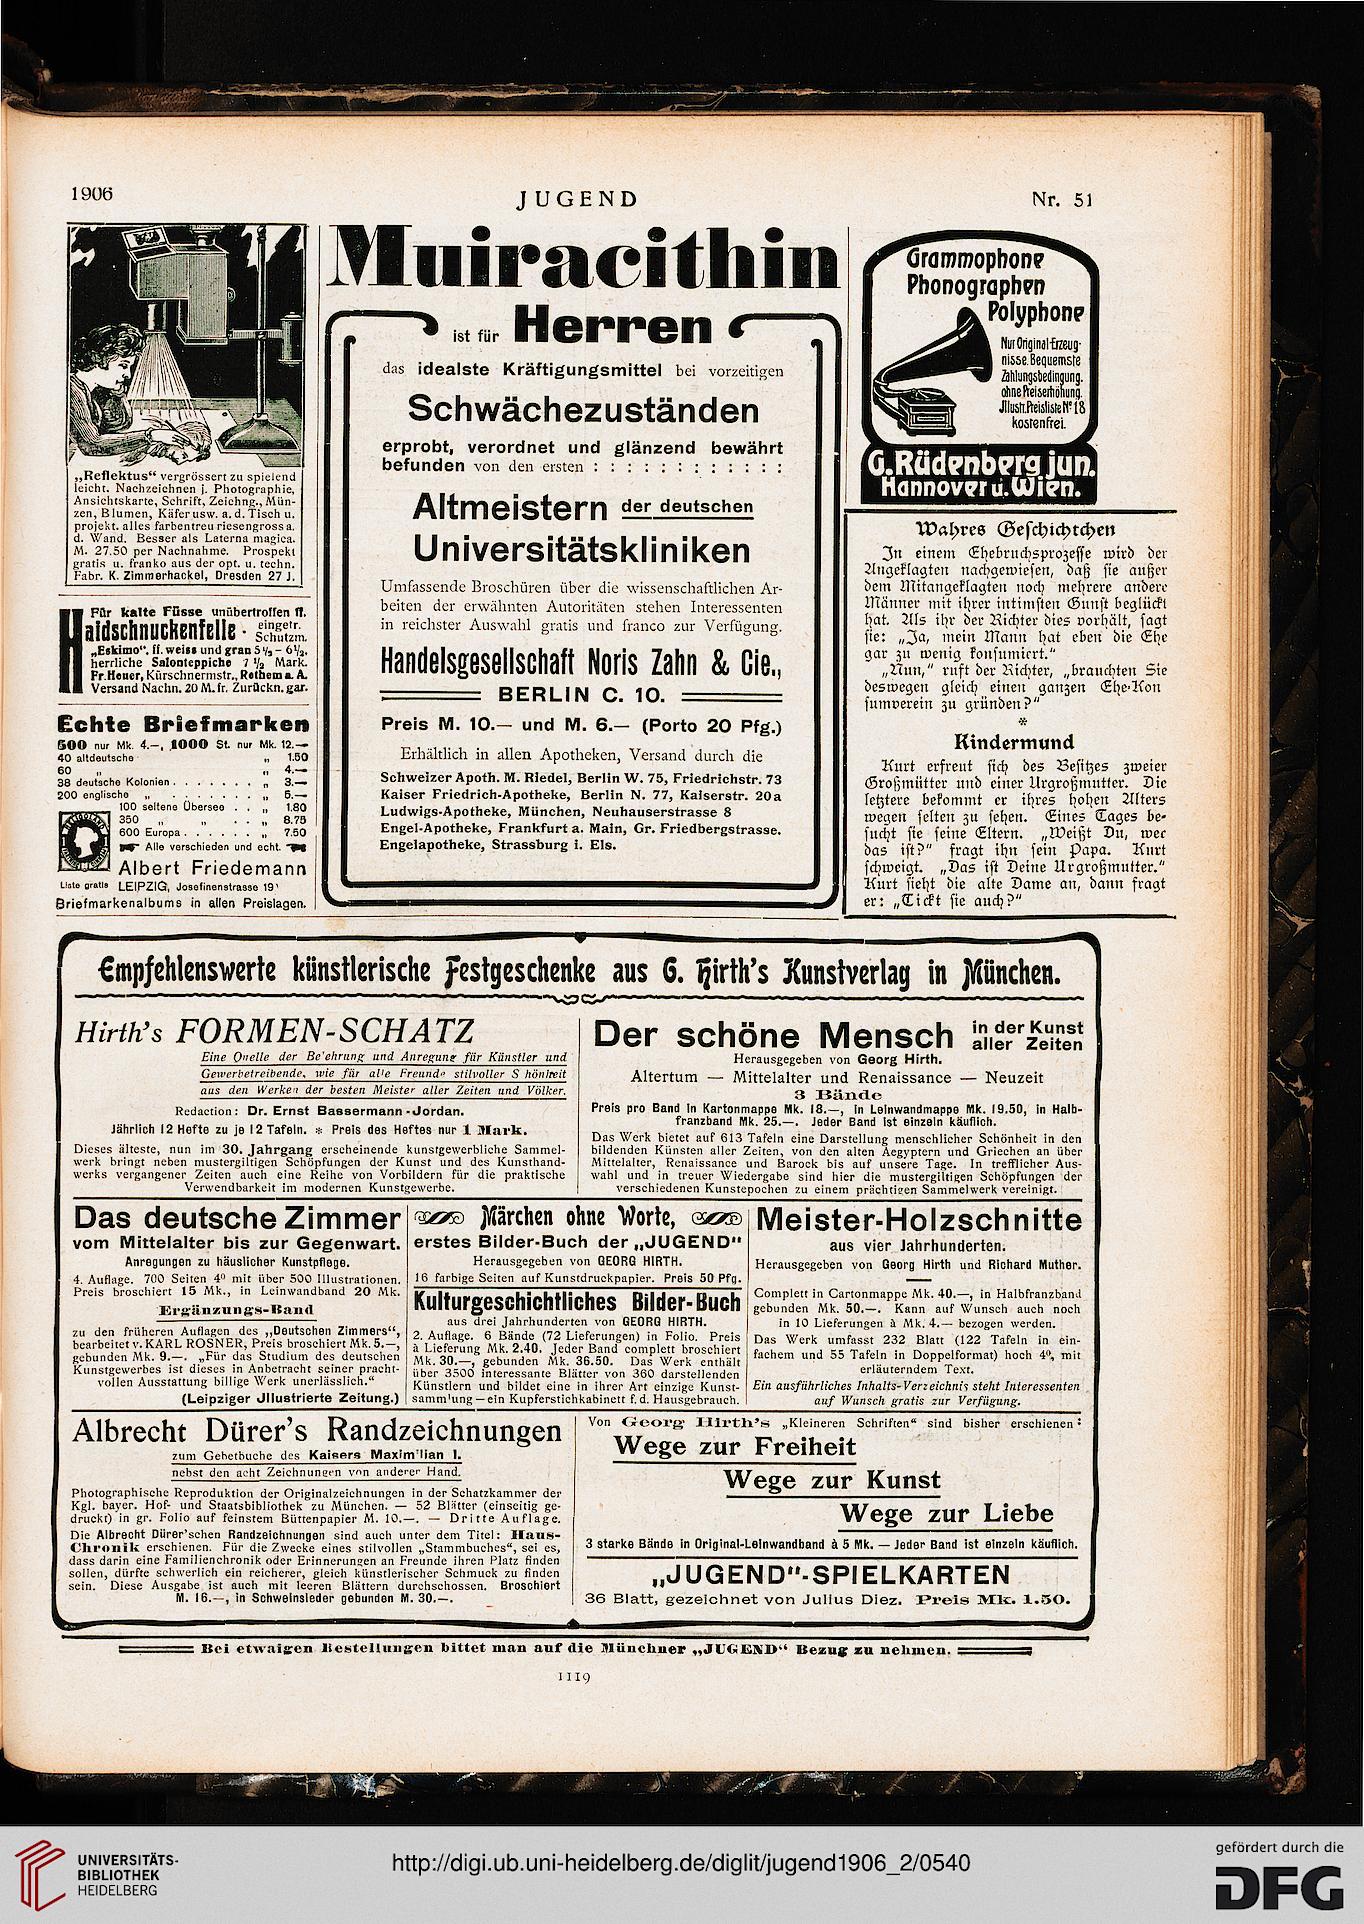 1906
JUGEND
Nr. 51
„Reflektus“ vergrössert zu spielend
leicht. Nachzeichnen j. Photographie,
Ansichtskarte, Schrift, Zeichng., Mün-
zen, Blumen, Käfer usw. a. d. Tisch u.
projekt. alles farbentreu riesengross a.
d. Wand. Besser als Laterna magica.
M. 27.50 per Nachnahme. Prospekt
gratis u. franko aus der opt. u. techn.
Fabr. K. Zimmerhackel, Dresden 27 J.
Für kalte Füsse unübertroffen ff.
Haidschnuckenfelle · eingetr.
Schutzm.
„Eskimo“. ff. weiss und grau 5½ – 6½,
herrliche Salonteppiche 7½ Mark.
Fr. Heuer, Kürschnermstr., Rethem a. A.
Versand Nachn. 20 M. fr. Zurückn. gar.
Echte Briefmarken
500 nur Mk. 4.—, 1000 St. nur Mk. 12.—
40 altdeutsche „ 1.50
60 „ „ 4.—
38 deutsche Kolonien . . . . . . . „ 3.—
200 englische „ . . . . . . . „ 5.—
100 seltene Übersee . . „ 1.80
350 „ „ . . „ 8.75
600 Europa . . . . . . „ 7.50
Alle verschieden und echt.
HELIGOLAND
Albert Friedemann
Liste gratis LEIPZIG, Josefinenstrasse 19
Briefmarkenalbums in allen Preislagen.
Muiracithin
ist für Herren
das idealste Kräftigungsmittel bei vorzeitigen
Schwächezuständen
erprobt, verordnet und glänzend bewährt
befunden von den ersten : : : : : : : : : : : :
Altmeistern der deutschen
Universitätskliniken
Umfassende Broschüren über die wissenschaftlichen Ar-
beiten der erwähnten Autoritäten stehen Interessenten
in reichster Auswahl gratis und franco zur Verfügung.
Handelsgesellschaft Noris Zahn & Cie.,
BERLIN C. 10.
Preis M. 10.— und M. 6.— (Porto 20 Pfg.)
Erhältlich in allen Apotheken, Versand durch die
Schweizer Apoth. M. Riedel, Berlin W. 75, Friedrichstr. 73
Kaiser Friedrich-Apotheke, Berlin N. 77, Kaiserstr. 20a
Ludwigs-Apotheke, München, Neuhauserstrasse 8
Engel-Apotheke, Frankfurt a. Main, Gr. Friedbergstrasse.
Engelapotheke, Strassburg i. Els.
Grammophone
Phonographen
Polyphone
Nur Original-Erzeug-
nisse. Bequemste
Zahlungsbedingung.
ohne Preiserhöhung.
Jllustr. Preisliste Nº 18
kostenfrei.
G. Rüdenberg jun.
Hannover u. Wien.
Wahres Geschichtchen
In einem Ehebruchsprozesse wird der
Angeklagten nachgewiesen, daß sie außer
dem Mitangeklagten noch mehrere andere
Männer mit ihrer intimsten Gunst beglückt
hat. Als ihr der Richter dies vorhält, sagt
sie: „Ja, mein Mann hat eben die Ehe
gar zu wenig konsumiert.“
„Nun,“ ruft der Richter, „brauchten Sie
deswegen gleich einen ganzen Ehe-Kon
sumverein zu gründen?“
*
Kindermund
Kurt erfreut sich des Besitzes zweier
Großmütter und einer Urgroßmutter. Die
letztere bekommt er ihres hohen Alters
wegen selten zu sehen. Eines Tages be-
sucht sie seine Eltern. „Weißt Du, wer
das ist?“ fragt ihn sein Papa. Kurt
schweigt. „Das ist Deine Urgroßmutter.“
Kurt sieht die alte Dame an, dann fragt
er: „Tickt sie auch?“
Empfehlenswerte künstlerische Festgeschenke aus G. Hirth's Kunstverlag in München.
Hirth's FORMEN-SCHATZ
Eine Quelle der Belehrung und Anregung für Künstler und
Gewerbetreibende, wie für alle Freunde stilvoller Schönheit
aus den Werken der besten Meister aller Zeiten und Völker.
Redaction: Dr. Ernst Bassermann-Jordan.
Jährlich 12 Hefte zu je 12 Tafeln. * Preis des Heftes nur 1 Mark.
Dieses älteste, nun im 30. Jahrgang erscheinende kunstgewerbliche Sammel-
werk bringt neben mustergiltigen Schöpfungen der Kunst und des Kunsthand-
werks vergangener Zeiten auch eine Reihe von Vorbildern für die praktische
Verwendbarkeit im modernen Kunstgewerbe.
Der schöne Mensch in der Kunst
aller Zeiten
Herausgegeben von Georg Hirth.
Altertum — Mittelalter und Renaissance — Neuzeit
3 Bände
Preis pro Band in Kartonmappe Mk. 18.—, in Leinwandmappe Mk. 19.50, in Halb-
franzband Mk. 25.—. Jeder Band ist einzeln käuflich.
Das Werk bietet auf 613 Tafeln eine Darstellung menschlicher Schönheit in den
bildenden Künsten aller Zeiten, von den alten Aegyptern und Griechen an über
Mittelalter, Renaissance und Barock bis auf unsere Tage. In trefflicher Aus-
wahl und in treuer Wiedergabe sind hier die mustergiltigen Schöpfungen der
verschiedenen Kunstepochen zu einem prächtigen Sammelwerk vereinigt.
Das deutsche Zimmer
vom Mittelalter bis zur Gegenwart.
Anregungen zu häuslicher Kunstpflege.
4. Auflage. 700 Seiten 4º mit über 500 Illustrationen.
Preis broschiert 15 Mk., in Leinwandband 20 Mk.
Ergänzungs-Band
zu den früheren Auflagen des „Deutschen Zimmers“,
bearbeitet v. KARL ROSNER, Preis broschiert Mk. 5.—,
gebunden Mk. 9.—. „Für das Studium des deutschen
Kunstgewerbes ist dieses in Anbetracht seiner pracht-
vollen Ausstattung billige Werk unerlässlich.“
(Leipziger Jllustrierte Zeitung.)
Märchen ohne Worte,
erstes Bilder-Buch der „JUGEND“
Herausgegeben von GEORG HIRTH.
16 farbige Seiten auf Kunstdruckpapier. Preis 50 Pfg.
Kulturgeschichtliches Bilder-Buch
aus drei Jahrhunderten von GEORG HIRTH.
2. Auflage. 6 Bände (72 Lieferungen) in Folio. Preis
à Lieferung Mk. 2.40. Jeder Band complett broschiert
Mk. 30.—, gebunden Mk. 36.50. Das Werk enthält
über 3500 interessante Blätter von 360 darstellenden
Künstlern und bildet eine in ihrer Art einzige Kunst-
sammlung — ein Kupferstichkabinett f. d. Hausgebrauch.
Meister-Holzschnitte
aus vier Jahrhunderten.
Herausgegeben von Georg Hirth und Richard Muther.
Complett in Cartonmappe Mk. 40.—, in Halbfranzband
gebunden Mk. 50.—. Kann auf Wunsch auch noch
in 10 Lieferungen à Mk. 4.— bezogen werden.
Das Werk umfasst 232 Blatt (122 Tafeln in ein-
fachem und 55 Tafeln in Doppelformat) hoch 4º, mit
erläuterndem Text.
Ein ausführliches Inhalts-Verzeichnis steht Interessenten
auf Wunsch gratis zur Verfügung.
Albrecht Dürer's Randzeichnungen
zum Gebetbuche des Kaisers Maximilian I.
nebst den acht Zeichnungen von anderer Hand.
Photographische Reproduktion der Originalzeichnungen in der Schatzkammer der
Kgl. bayer. Hof- und Staatsbibliothek zu München. — 52 Blätter (einseitig ge-
druckt) in gr. Folio auf feinstem Büttenpapier M. 10.—. — Dritte Auflage.
Die Albrecht Dürer'schen Randzeichnungen sind auch unter dem Titel: Haus-
Chronik erschienen. Für die Zwecke eines stilvollen „Stammbuches“, sei es,
dass darin eine Familienchronik oder Erinnerungen an Freunde ihren Platz finden
sollen, dürfte schwerlich ein reicherer, gleich künstlerischer Schmuck zu finden
sein. Diese Ausgabe ist auch mit leeren Blättern durchschossen. Broschiert
M. 16.—, in Schweinsleder gebunden M. 30.—.
Von Georg Hirth's „Kleineren Schriften“ sind bisher erschienen:
Wege zur Freiheit
Wege zur Kunst
Wege zur Liebe
3 starke Bände in Original-Leinwandband à 5 Mk. — Jeder Band ist einzeln käuflich.
„JUGEND“-SPIELKARTEN
36 Blatt, gezeichnet von Julius Diez. Preis Mk. 1.50.
Bei etwaigen Bestellungen bittet man auf die Münchner „JUGEND“ Bezug zu nehmen.
1119
UNIVERSITÄTS-
BIBLIOTHEK
HEIDELBERG
http://digi.ub.uni-heidelberg.de/diglit/jugend1906_2/0540
gefördert durch die
DFG